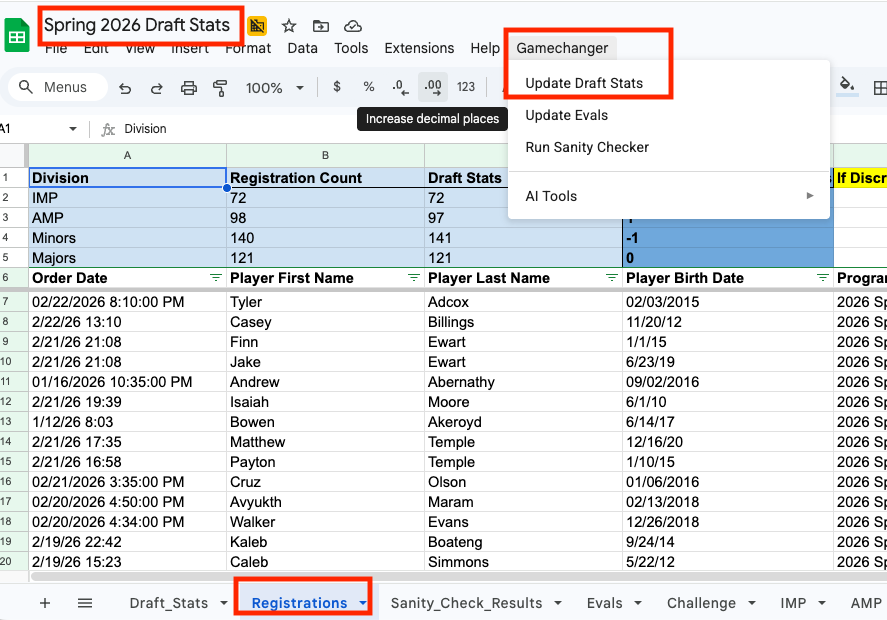 Spring 2026 Draft Stats
File Edit View Insert Format Data Tools Extensions Help Gamechanger
Menus 100% $ % .0 .00 123
Update Draft Stats
Update Evals
Run Sanity Checker
AI Tools
Increase decimal places
A1 fx Division
A B
1 Division Registration Count Draft Stats If Discr
2 IMP 72 72
3 AMP 98 97 1
4 Minors 140 141 -1
5 Majors 121 121 0
6 Order Date Player First Name Player Last Name Player Birth Date Progra
7 02/22/2026 8:10:00 PM Tyler Adcox 02/03/2015 2026 Sp
8 2/22/26 13:10 Casey Billings 11/20/12 2026 Sp
9 2/21/26 21:08 Finn Ewart 1/1/15 2026 Sp
10 2/21/26 21:08 Jake Ewart 6/23/19 2026 Sp
11 01/16/2026 10:35:00 PM Andrew Abernathy 09/02/2016 2026 Sp
12 2/21/26 19:39 Isaiah Moore 6/1/10 2026 Sp
13 1/12/26 8:03 Bowen Akeroyd 6/14/17 2026 Sp
14 2/21/26 17:35 Matthew Temple 12/16/20 2026 Sp
15 2/21/26 16:58 Payton Temple 1/10/15 2026 Sp
16 02/21/2026 3:35:00 PM Cruz Olson 01/06/2016 2026 Sp
17 02/20/2026 4:50:00 PM Avyukth Maram 02/13/2018 2026 Sp
18 02/20/2026 4:34:00 PM Walker Evans 12/26/2018 2026 Sp
19 2/19/26 22:42 Kaleb Boateng 9/24/14 2026 Sp
20 2/19/26 15:23 Caleb Simmons 5/22/12 2026 Sp
Draft_Stats Registrations Sanity_Check_Results Evals Challenge IMP AMP